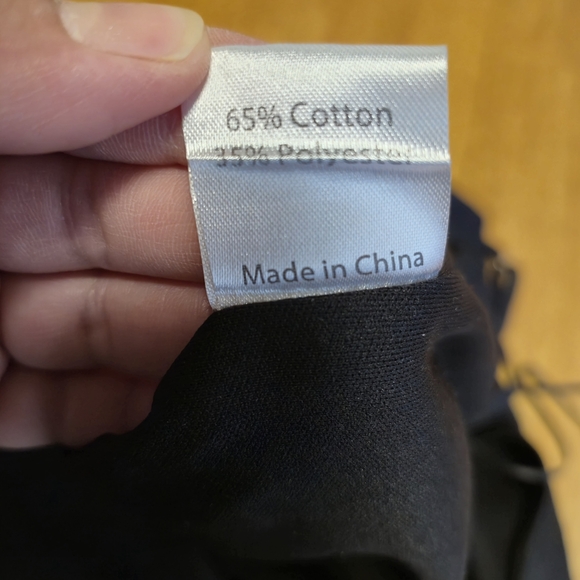 65% Cotton
35% Polyester
Made in China